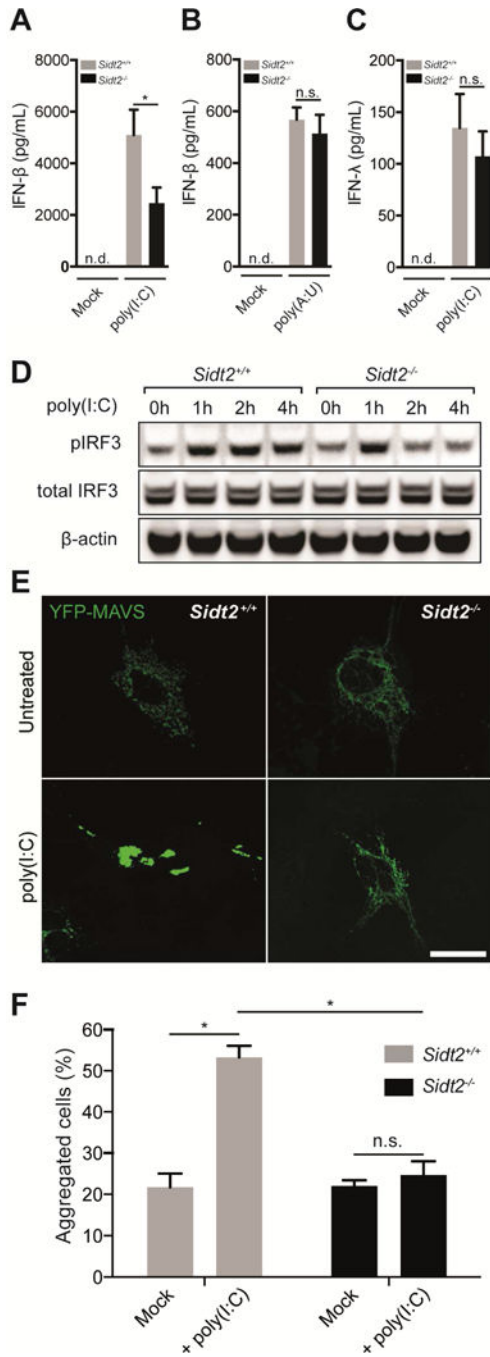 A
B
C
Sidt2+/+
Sidt2-/-
Sidt2+/+
Sidt2-/-
Sidt2+/+
Sidt2-/-
IFN-β (pg/mL)
8000
6000
4000
2000
0
*
n.d.
Mock
poly(I:C)
IFN-β (pg/mL)
800
600
400
200
0
n.s.
n.d.
Mock
poly(A:U)
IFN-λ (pg/mL)
200
150
100
50
0
n.s.
n.d.
Mock
poly(I:C)
D
Sidt2+/+ Sidt2-/-
poly(I:C) 0h 1h 2h 4h 0h 1h 2h 4h
pIRF3
total IRF3
β-actin
E
YFP-MAVS Sidt2+/+ Sidt2-/-
Untreated
poly(I:C)
F
Aggregated cells (%)
60
50
40
30
20
10
0
*
*
n.s.
Sidt2+/+
Sidt2-/-
Mock
+ poly(I:C)
Mock
+ poly(I:C)